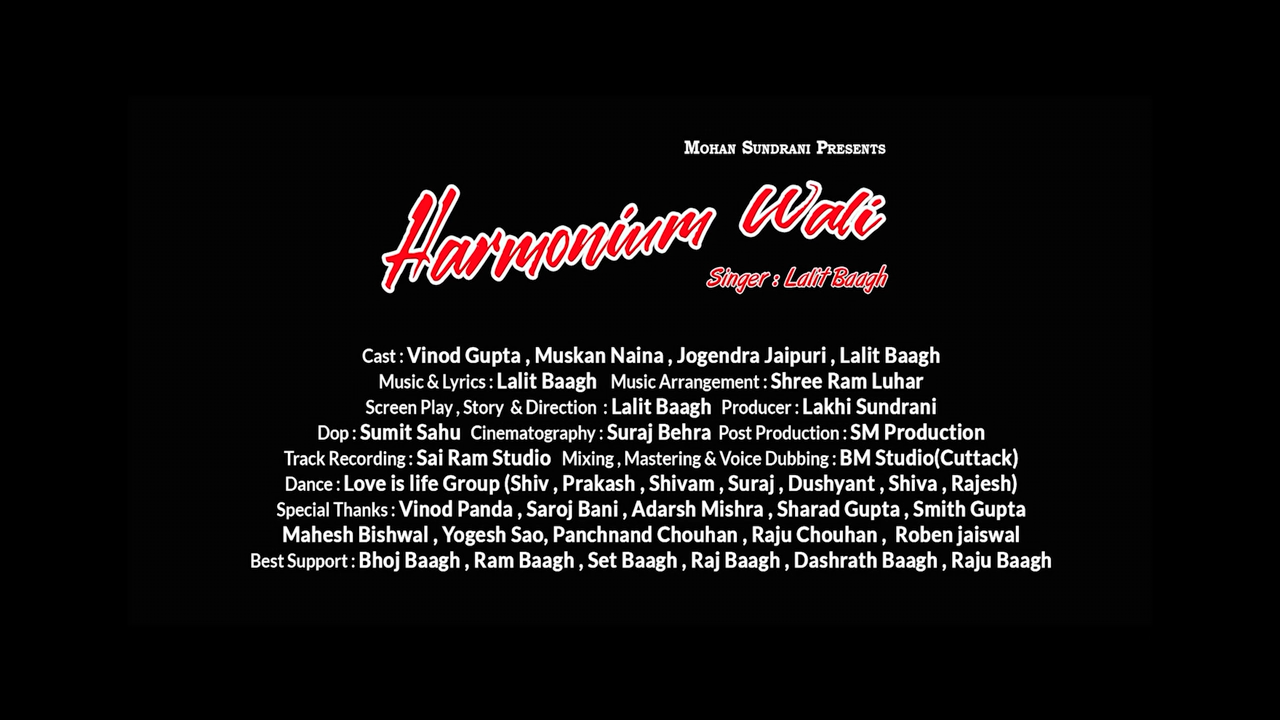 Mohan Sundrani Presents
Harmonium Wali
Singer : Lalit Baagh
Cast : Vinod Gupta , Muskan Naina , Jogendra Jaipuri , Lalit Baagh
Music & Lyrics : Lalit Baagh Music Arrangement : Shree Ram Luhar
Screen Play , Story & Direction : Lalit Baagh Producer : Lakhi Sundrani
Dop : Sumit Sahu Cinematography : Suraj Behra Post Production : SM Production
Track Recording : Sai Ram Studio Mixing , Mastering & Voice Dubbing : BM Studio(Cuttack)
Dance : Love is life Group (Shiv , Prakash , Shivam , Suraj , Dushyant , Shiva , Rajesh)
Special Thanks : Vinod Panda , Saroj Bani , Adarsh Mishra , Sharad Gupta , Smith Gupta
Mahesh Bishwal , Yogesh Sao, Panchnand Chouhan , Raju Chouhan , Roben jaiswal
Best Support : Bhoj Baagh , Ram Baagh , Set Baagh , Raj Baagh , Dashrath Baagh , Raju Baagh